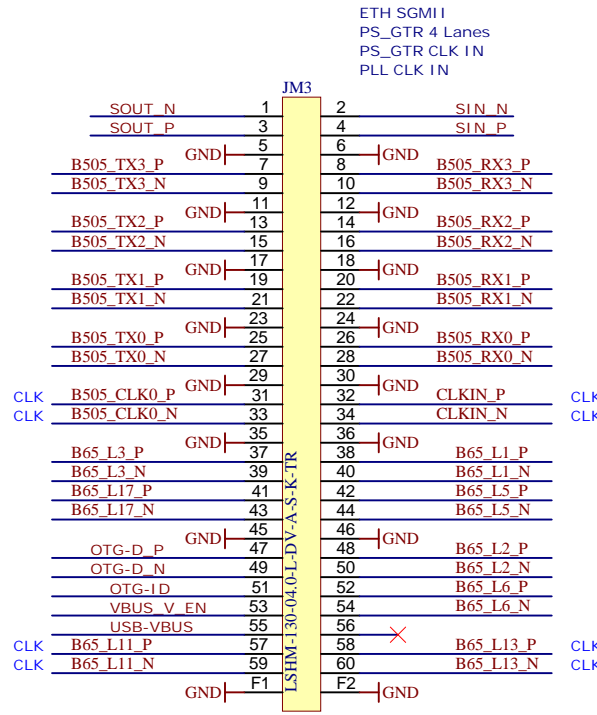 ETH SGMII
PS_GTR 4 Lanes
PS_GTR CLK IN
PLL CLK IN
JM3
SOUT_N 1 2 SIN_N
SOUT_P 3 4 SIN_P
GND 5 6 GND
B505_TX3_P 7 8 B505_RX3_P
B505_TX3_N 9 10 B505_RX3_N
GND 11 12 GND
B505_TX2_P 13 14 B505_RX2_P
B505_TX2_N 15 16 B505_RX2_N
GND 17 18 GND
B505_TX1_P 19 20 B505_RX1_P
B505_TX1_N 21 22 B505_RX1_N
GND 23 24 GND
B505_TX0_P 25 26 B505_RX0_P
B505_TX0_N 27 28 B505_RX0_N
GND 29 30 GND
CLK B505_CLK0_P 31 32 CLKIN_P CLK
CLK B505_CLK0_N 33 34 CLKIN_N CLK
GND 35 36 GND
B65_L3_P 37 38 B65_L1_P
B65_L3_N 39 40 B65_L1_N
B65_L17_P 41 42 B65_L5_P
B65_L17_N 43 44 B65_L5_N
GND 45 46 GND
OTG-D_P 47 48 B65_L2_P
OTG-D_N 49 50 B65_L2_N
OTG-ID 51 52 B65_L6_P
VBUS_V_EN 53 54 B65_L6_N
USB-VBUS 55 56
CLK B65_L11_P 57 58 B65_L13_P CLK
CLK B65_L11_N 59 60 B65_L13_N CLK
GND F1 F2 GND
LSHM-130-04.0-L-DV-A-S-K-TR